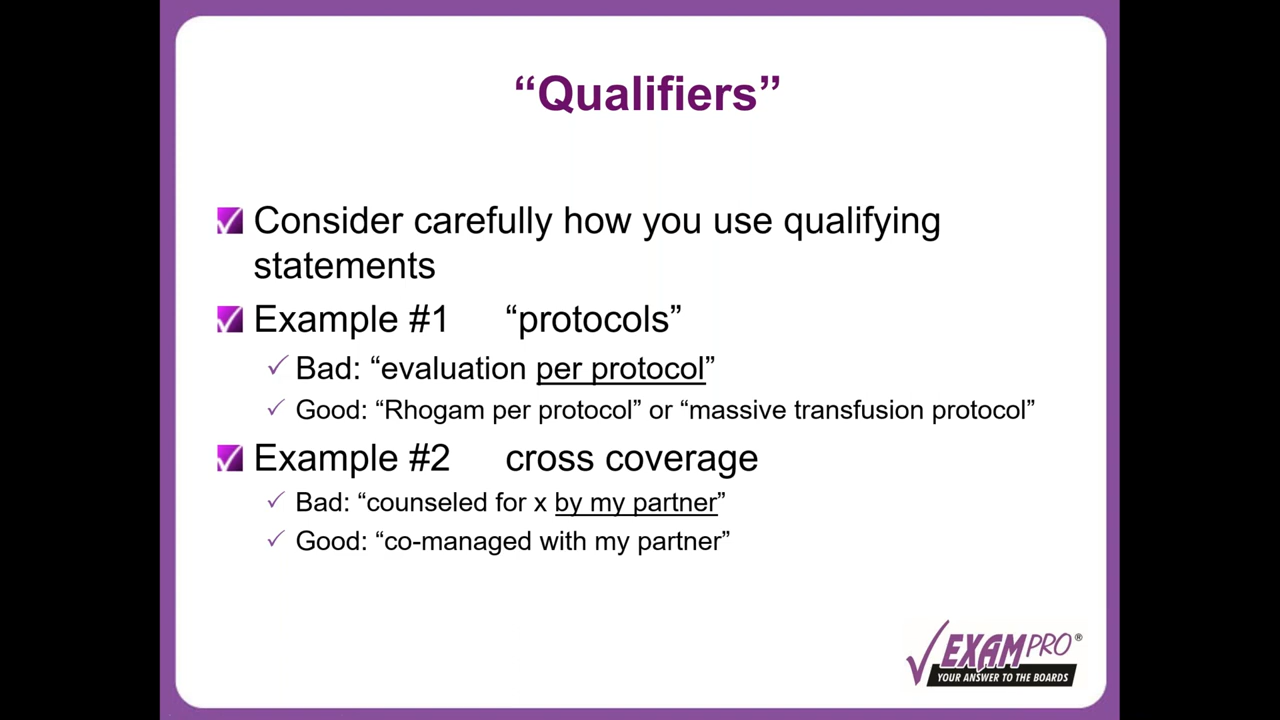 “Qualifiers”
Consider carefully how you use qualifying
statements
Example #1 “protocols”
Bad: “evaluation per protocol”
Good: “Rhogam per protocol” or “massive transfusion protocol”
Example #2 cross coverage
Bad: “counseled for x by my partner”
Good: “co-managed with my partner”
EXAMPRO®
YOUR ANSWER TO THE BOARDS